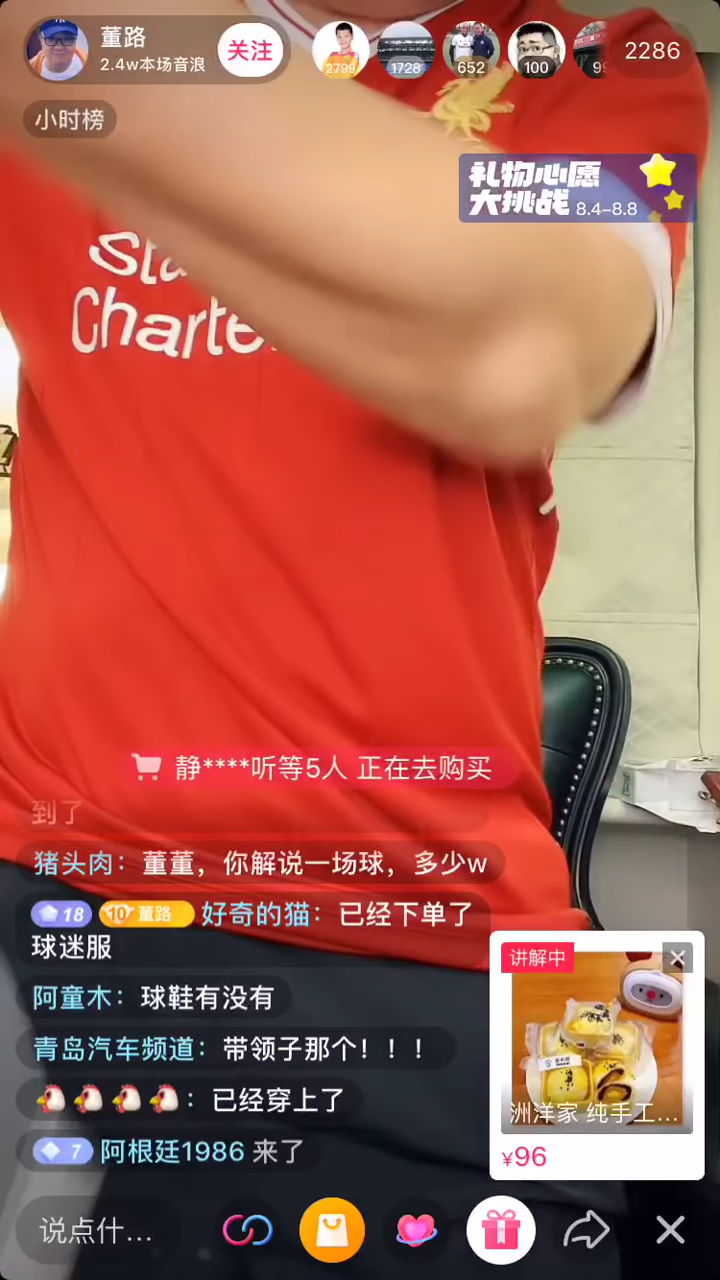 董路
2.4w本场音浪
关注
2799
1728
652
100
2286
小时榜
礼物心愿
大挑战 8.4-8.8
Charte
静****听等5人 正在去购买
到了
猪头肉：董董，你解说一场球，多少w
18 10 董路 好奇的猫：已经下单了
球迷服
阿童木：球鞋有没有
青岛汽车频道：带领子那个！！！
🐔🐔🐔🐔：已经穿上了
7 阿根廷1986 来了
讲解中
洲洋家 纯手工...
¥96
说点什...